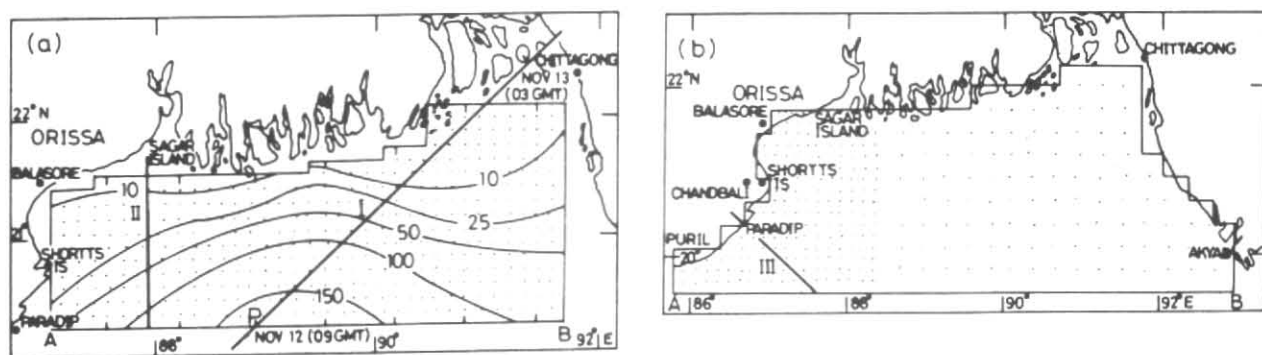 (a)
Q
CHITTAGONG
NOV 13
(03 GMT)
22° N
ORISSA
SAGAR
ISLAND
BALASORE
10
II
10
I
25
21°
50
SHORTTS
IS
100
150
P
PARADIP
A
88°
NOV 12 (09 GMT)
90°
B
92° E
(b)
CHITTAGONG
22° N
ORISSA
BALASORE
SAGAR
ISLAND
SHORTTS
IS
CHANDBALI
PARADIP
PURI
20°
III
AKYAB
A
86°
88°
90°
92° E
B